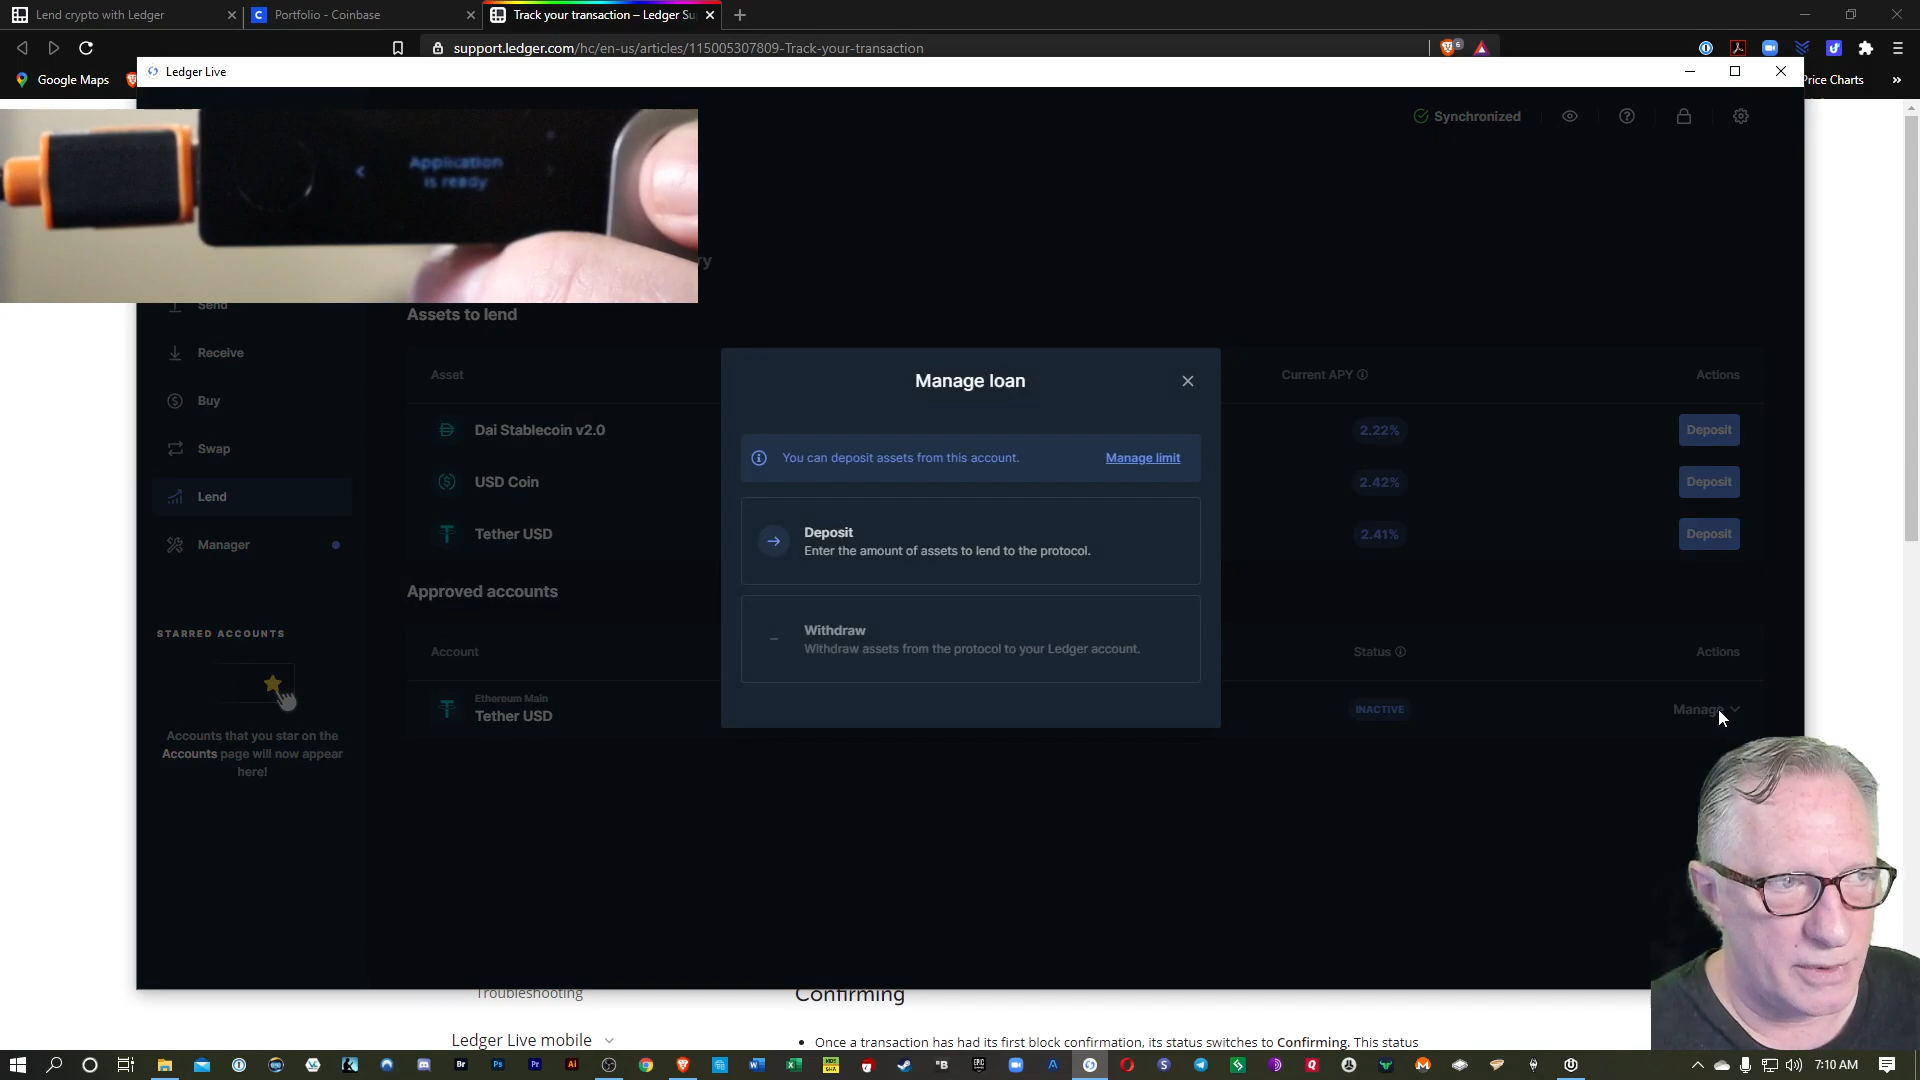 Lend crypto with Ledger
Portfolio - Coinbase
Track your transaction – Ledger Su
support.ledger.com/hc/en-us/articles/115005307809-Track-your-transaction
6
Google Maps
Price Charts
Ledger Live
Synchronized
Application
is ready
ry
Send
Receive
Buy
Swap
Lend
Manager
STARRED ACCOUNTS
Accounts that you star on the
Accounts page will now appear
here!
Assets to lend
Asset
Current APY
Actions
Dai Stablecoin v2.0
2.22%
Deposit
USD Coin
2.42%
Deposit
Tether USD
2.41%
Deposit
Approved accounts
Account
Status
Actions
Ethereum Main
Tether USD
INACTIVE
Manage
Manage loan
You can deposit assets from this account.
Manage limit
Deposit
Enter the amount of assets to lend to the protocol.
Withdraw
Withdraw assets from the protocol to your Ledger account.
Troubleshooting
Confirming
Ledger Live mobile
Once a transaction has had its first block confirmation, its status switches to Confirming. This status
Br
Ps
Pr
Ai
7:10 AM